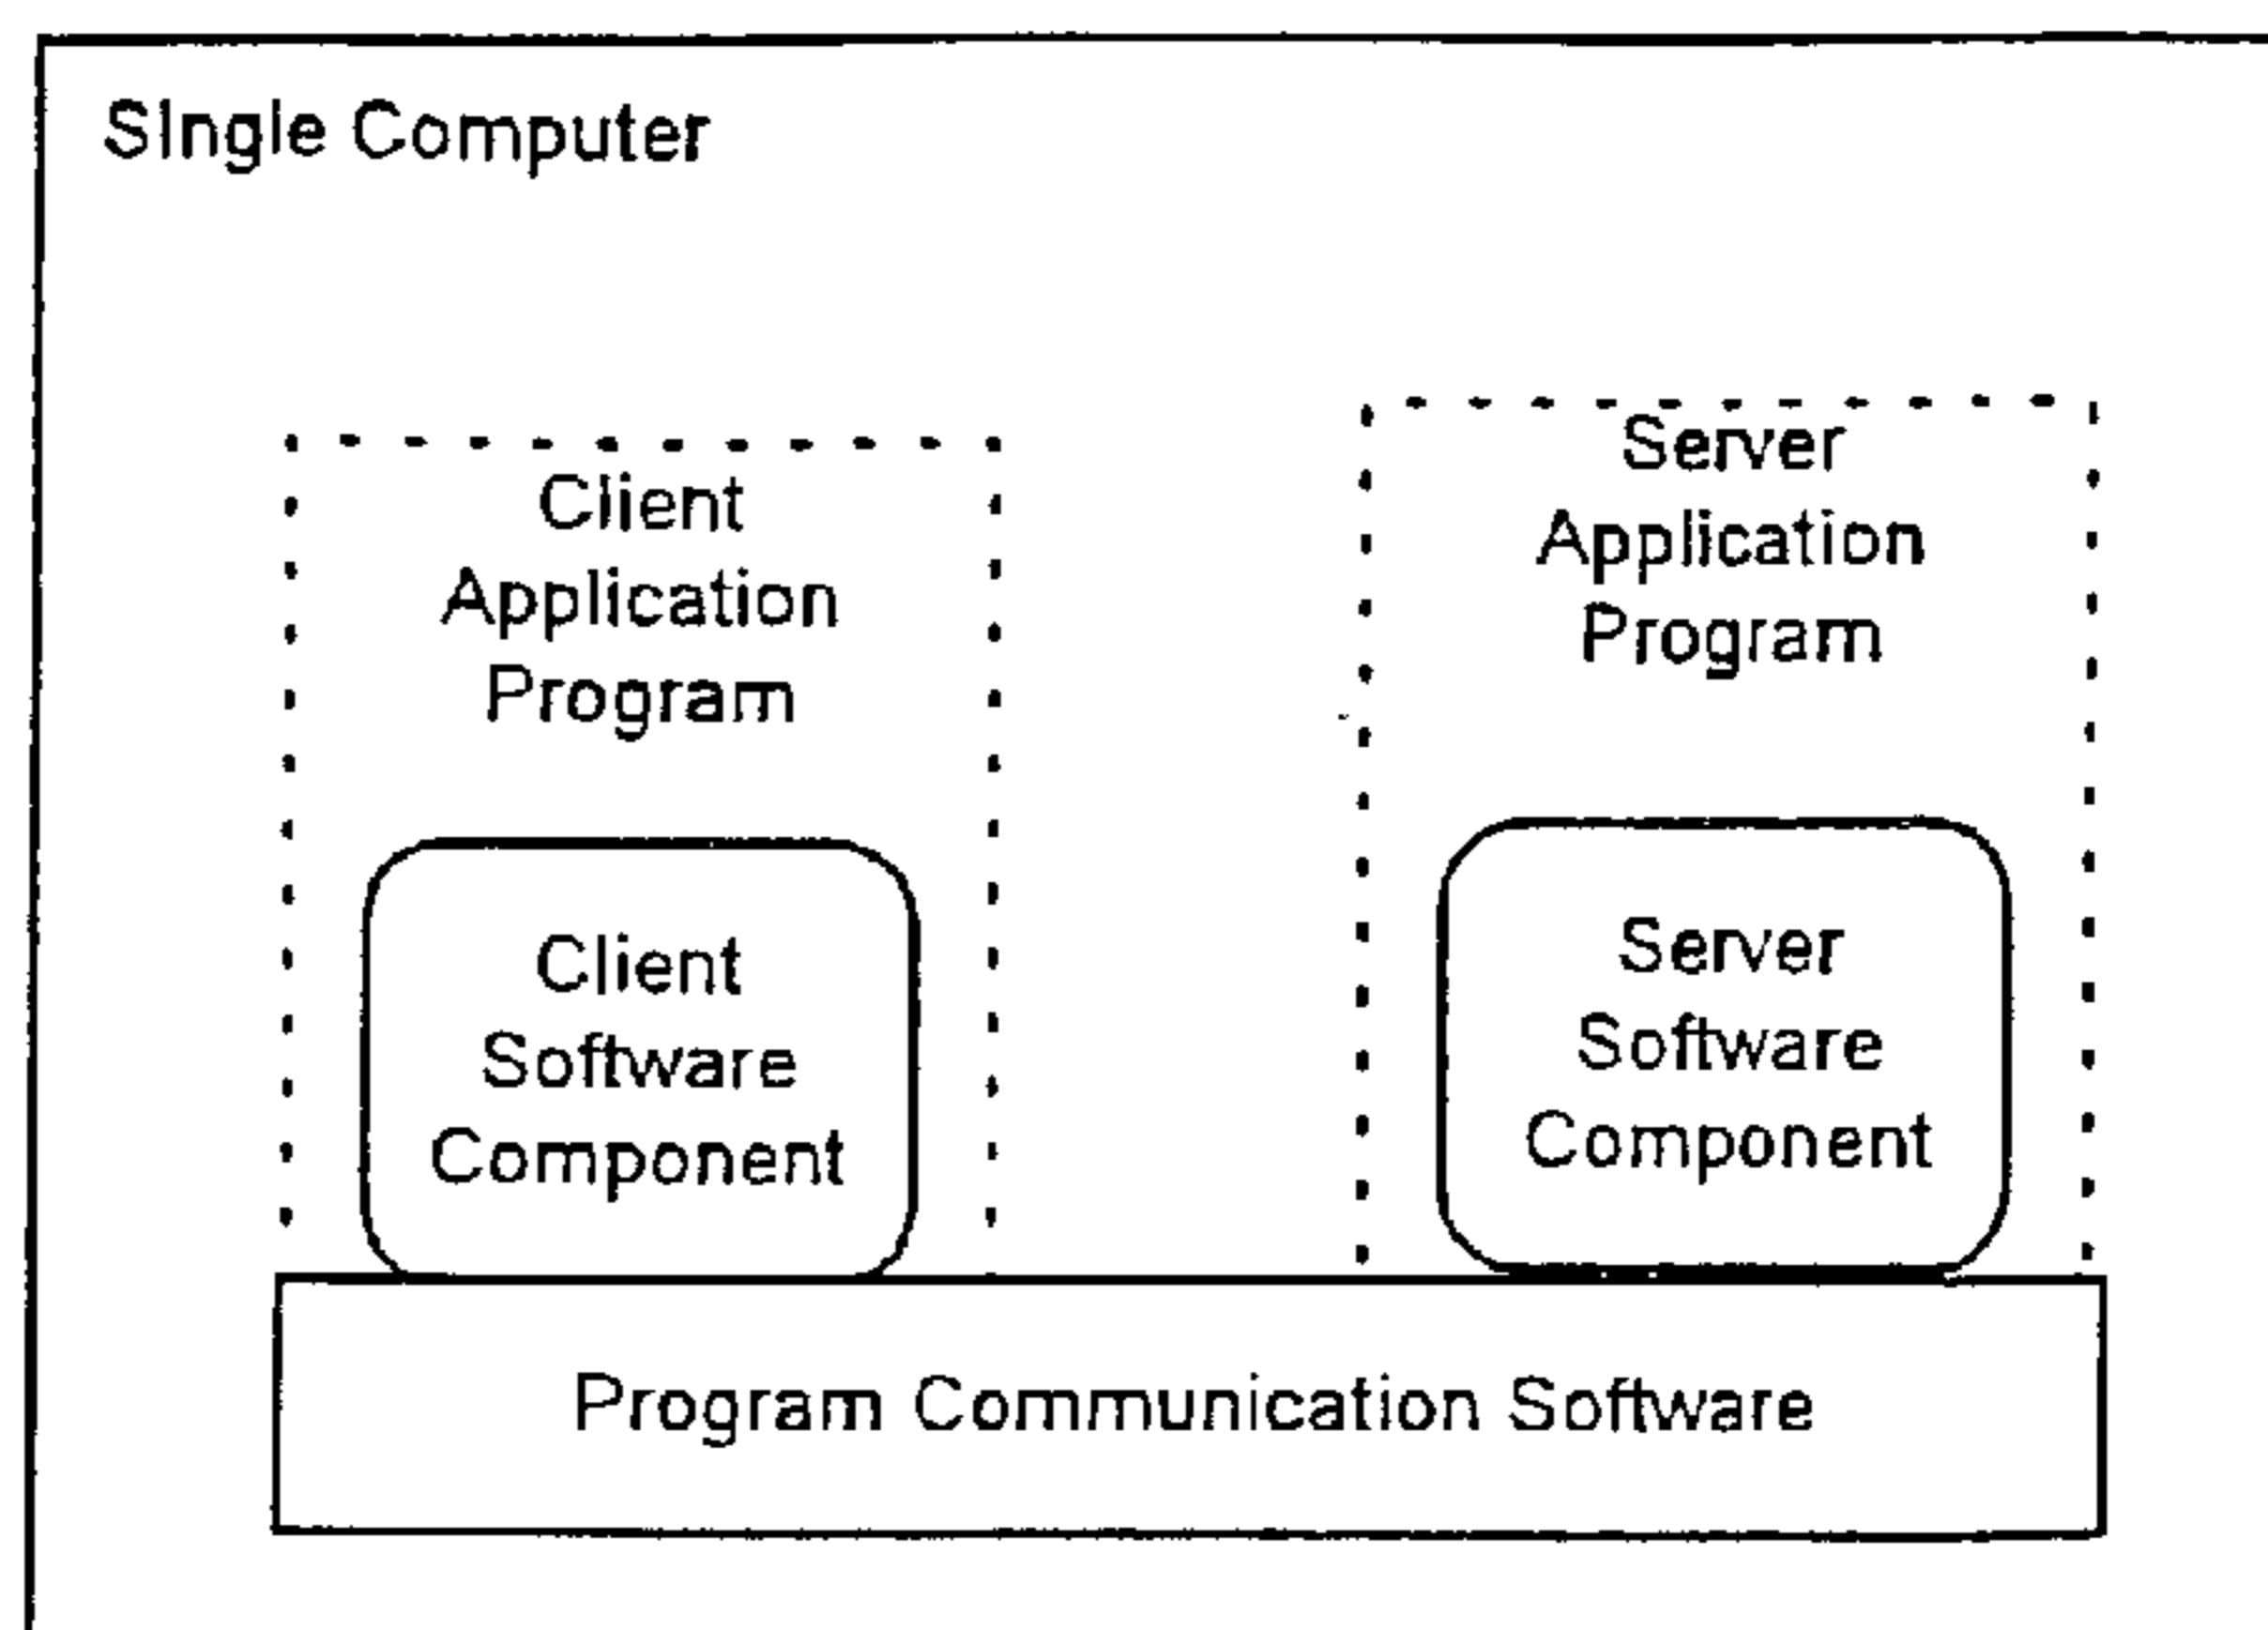 Single Computer
Client
Application
Program
Server
Application
Program
Client
Software
Component
Server
Software
Component
Program Communication Software